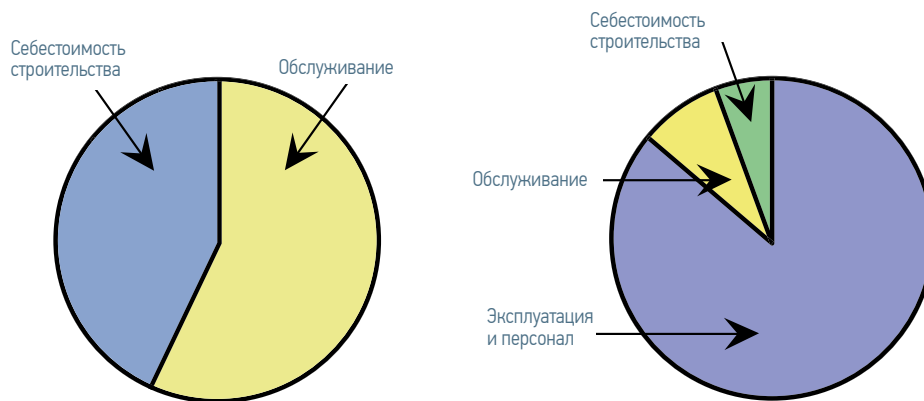 Себестоимость
строительства
Обслуживание
Себестоимость
строительства
Обслуживание
Эксплуатация
и персонал